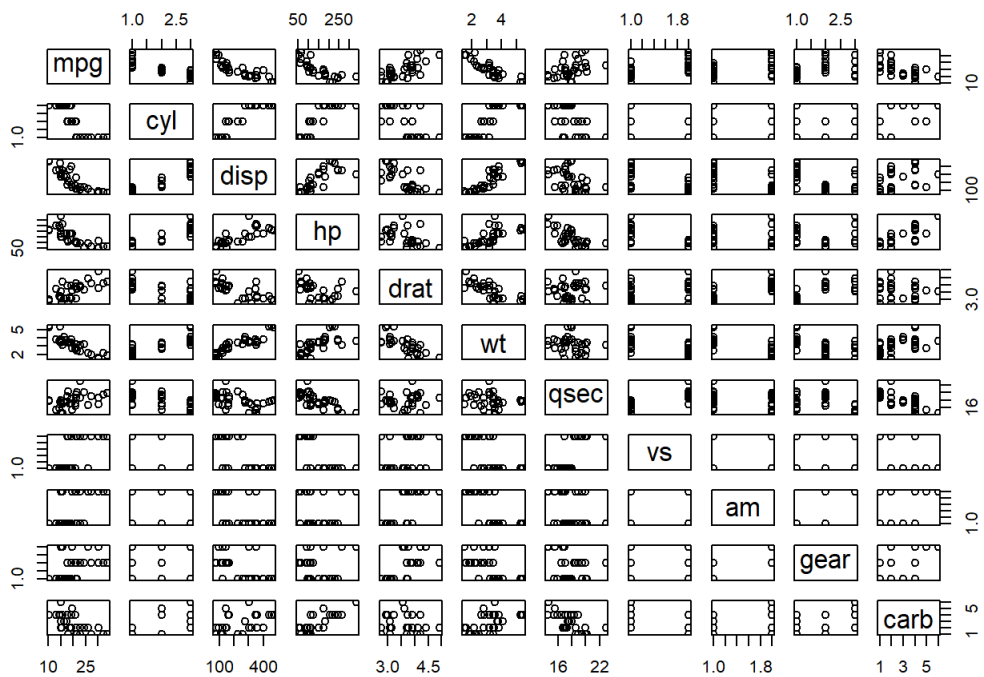 1.0 2.5 50 250 2 4 1.0 1.8 1.0 2.5
mpg 10
1.0 cyl
disp 100
50 hp
drat 3.0
2 5 wt
qsec 16
1.0 vs
am 1.0
1.0 gear
carb 1 5
10 25 100 400 3.0 4.5 16 22 1.0 1.8 1 3 5